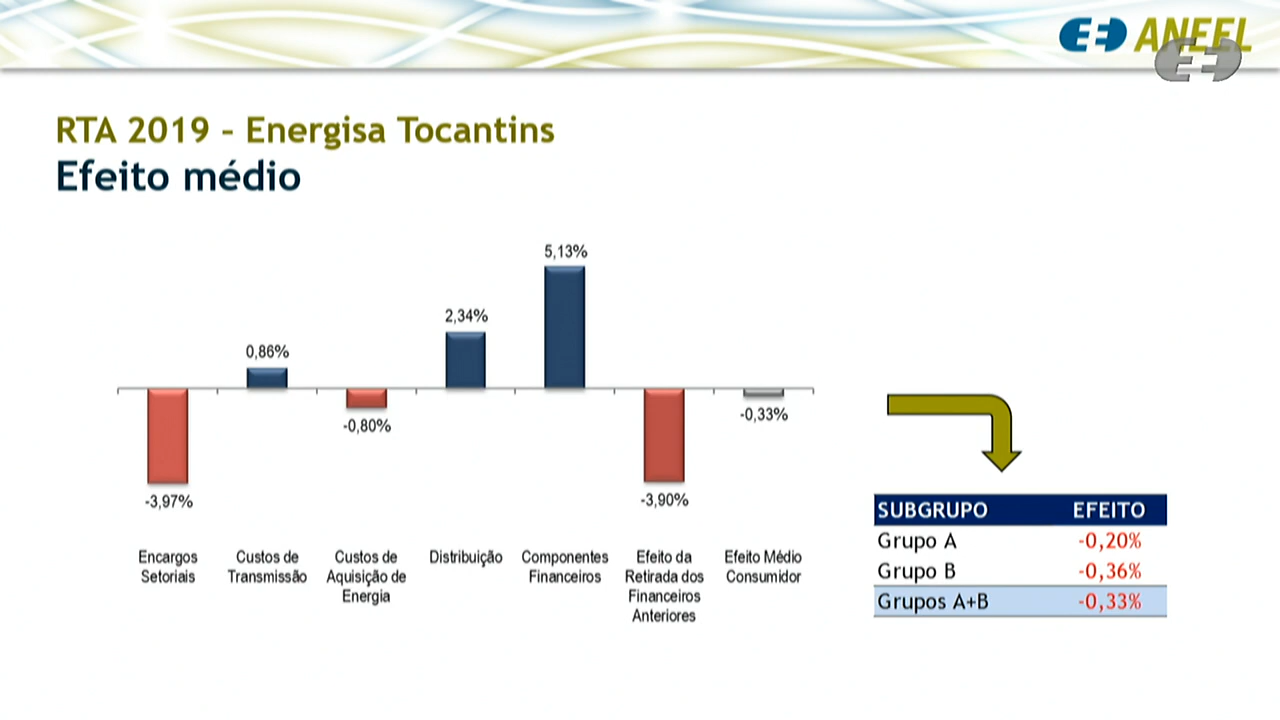 ANEEL
RTA 2019 – Energisa Tocantins
Efeito médio
5,13%
2,34%
0,86%
-0,80%
-0,33%
-3,97%
-3,90%
Encargos
Setoriais
Custos de
Transmissão
Custos de
Aquisição de
Energia
Distribuição
Componentes
Financeiros
Efeito da
Retirada dos
Financeiros
Anteriores
Efeito Médio
Consumidor
SUBGRUPO EFEITO
Grupo A -0,20%
Grupo B -0,36%
Grupos A+B -0,33%